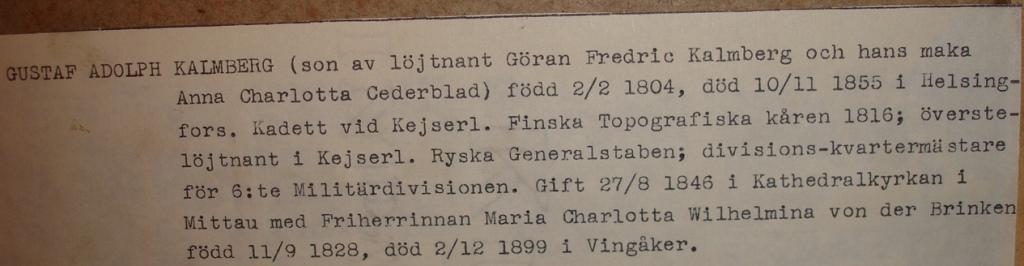 GUSTAF ADOLPH KALMBERG (son av löjtnant Göran Fredric Kalmberg och hans maka
Anna Charlotta Cederblad) född 2/2 1804, död 10/11 1855 i Helsing-
fors. Kadett vid Kejserl. Finska Topografiska kåren 1816; överste-
löjtnant i Kejserl. Ryska Generalstaben; divisions-kvartermästare
för 6:te Militärdivisionen. Gift 27/8 1846 i Kathedralkyrkan i
Mittau med Friherrinnan Maria Charlotta Wilhelmina von der Brinken
född 11/9 1828, död 2/12 1899 i Vingåker.